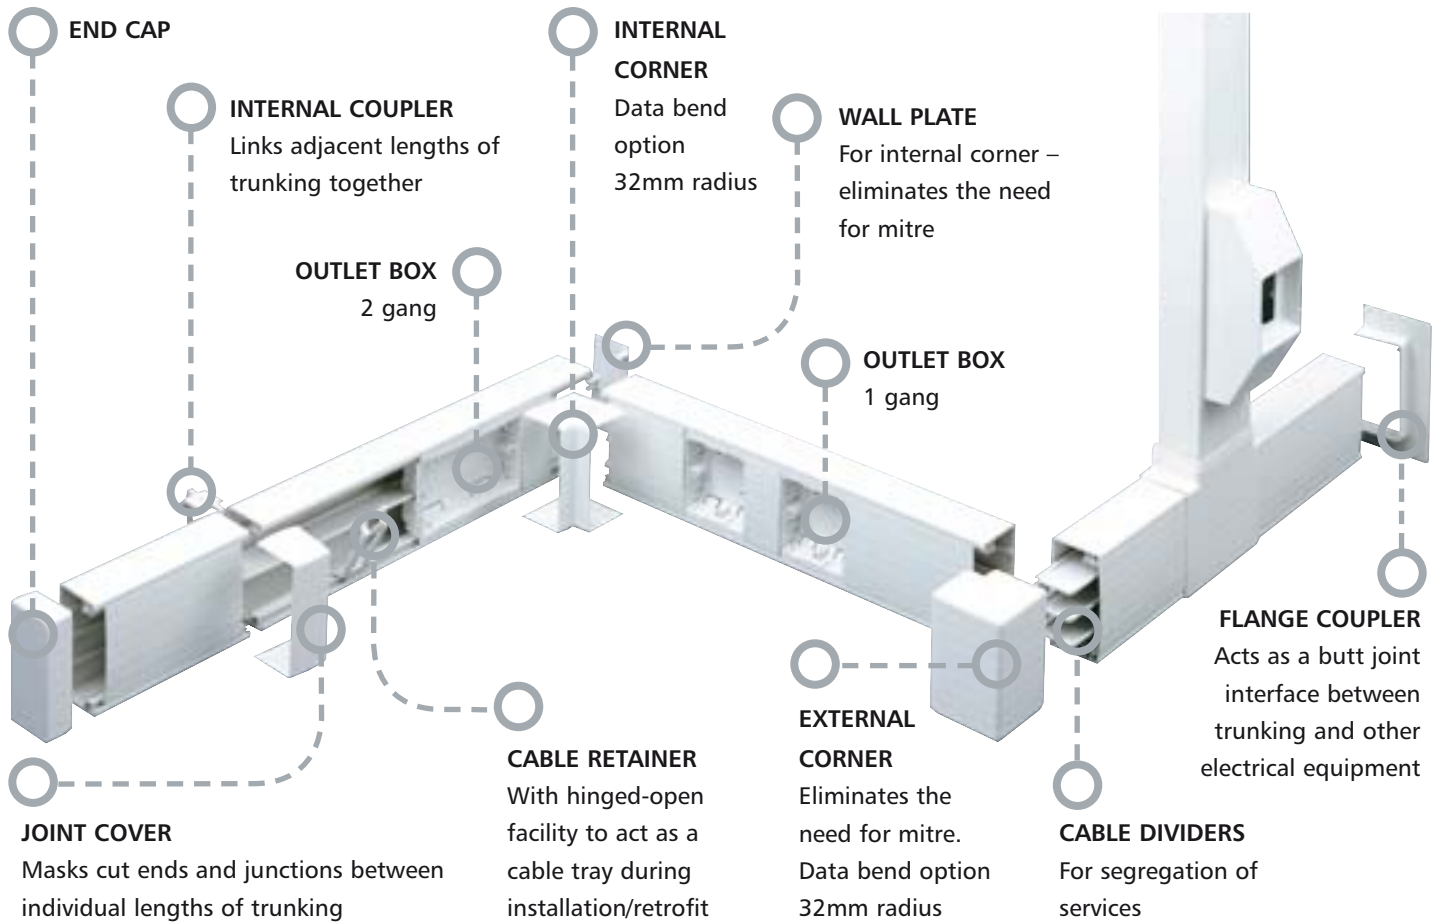 END CAP
INTERNAL COUPLER
Links adjacent lengths of
trunking together
OUTLET BOX
2 gang
INTERNAL
CORNER
Data bend
option
32mm radius
WALL PLATE
For internal corner –
eliminates the need
for mitre
OUTLET BOX
1 gang
FLANGE COUPLER
Acts as a butt joint
interface between
trunking and other
electrical equipment
JOINT COVER
Masks cut ends and junctions between
individual lengths of trunking
CABLE RETAINER
With hinged-open
facility to act as a
cable tray during
installation/retrofit
EXTERNAL
CORNER
Eliminates the
need for mitre.
Data bend option
32mm radius
CABLE DIVIDERS
For segregation of
services